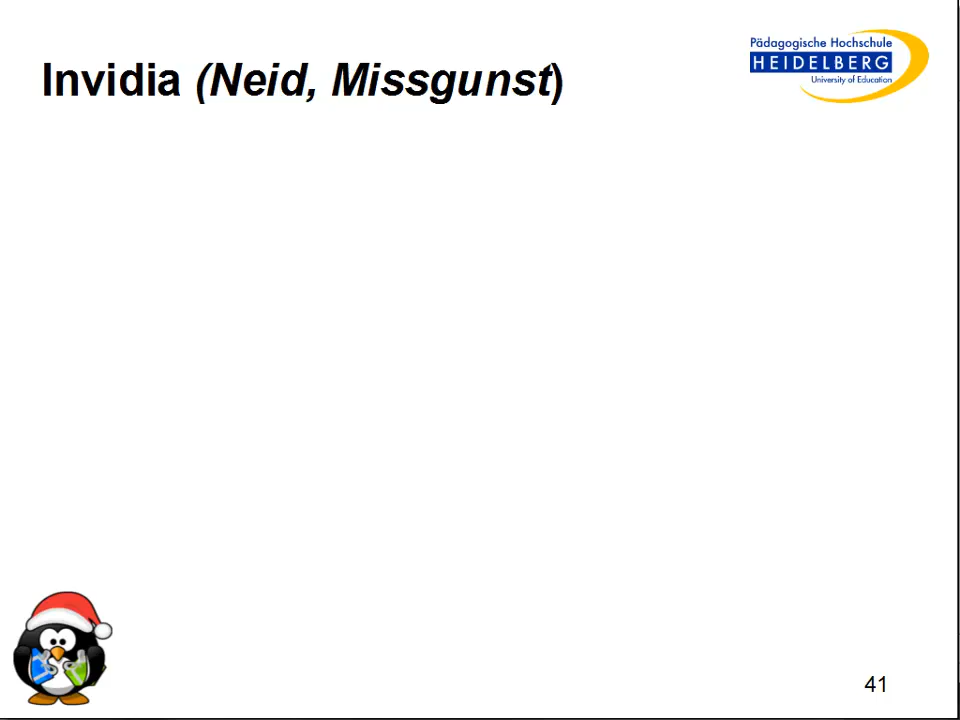 Invidia (Neid, Missgunst)
Pädagogische Hochschule
HEIDELBERG
University of Education
41